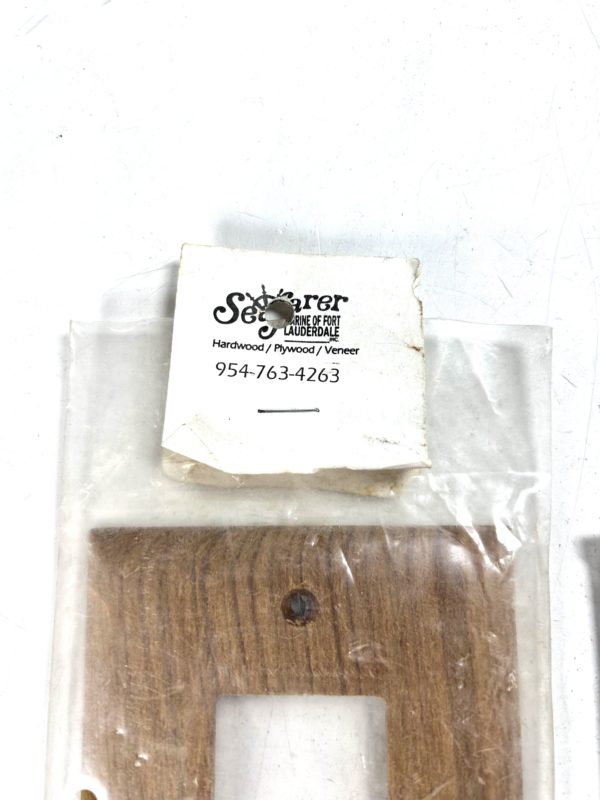 Seafarer
MARINE OF FORT
LAUDERDALE
INC.
Hardwood / Plywood / Veneer
954-763-4263